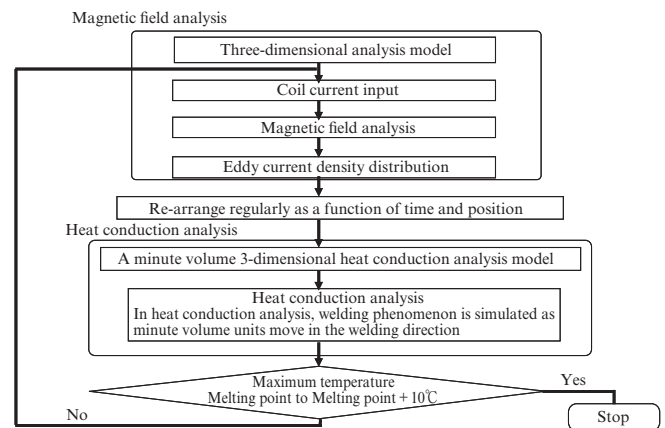 Magnetic field analysis
Three-dimensional analysis model
Coil current input
Magnetic field analysis
Eddy current density distribution
Re-arrange regularly as a function of time and position
Heat conduction analysis
A minute volume 3-dimensional heat conduction analysis model
Heat conduction analysis
In heat conduction analysis, welding phenomenon is simulated as
minute volume units move in the welding direction
Maximum temperature
Melting point to Melting point + 10℃
Yes
No
Stop